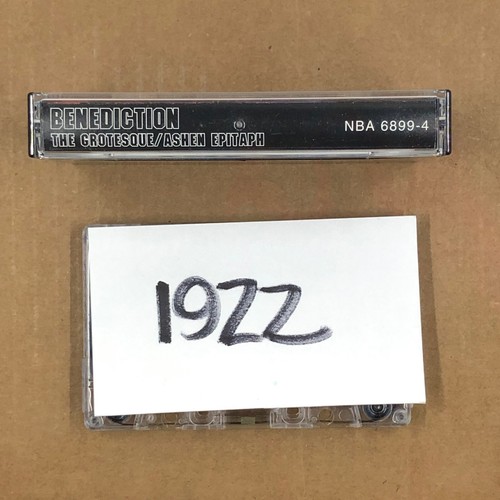 BENEDICTION
THE GROTESQUE/ASHEN EPITAPH
NBA 6899-4
1922